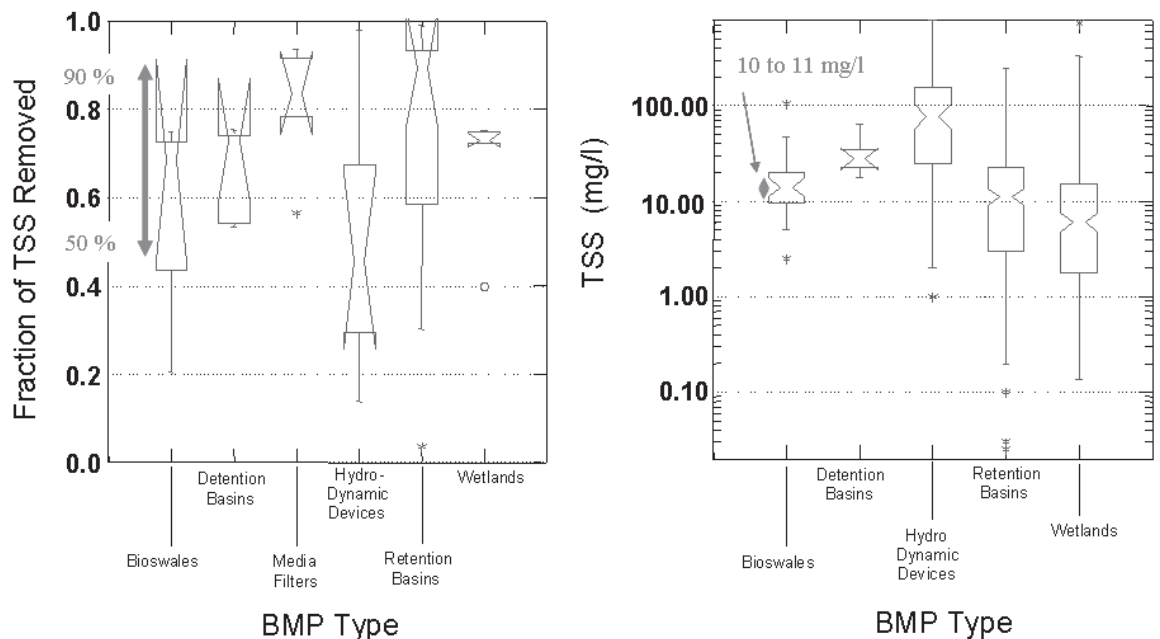 Fraction of TSS Removed
1.0
0.8
0.6
0.4
0.2
0.0
90 %
50 %
Detention
Basins
Hydro-
Dynamic
Devices
Wetlands
Bioswales
Media
Filters
Retention
Basins
BMP Type
TSS (mg/l)
100.00
10.00
1.00
0.10
10 to 11 mg/l
Detention
Basins
Retention
Basins
Bioswales
Hydro
Dynamic
Devices
Wetlands
BMP Type